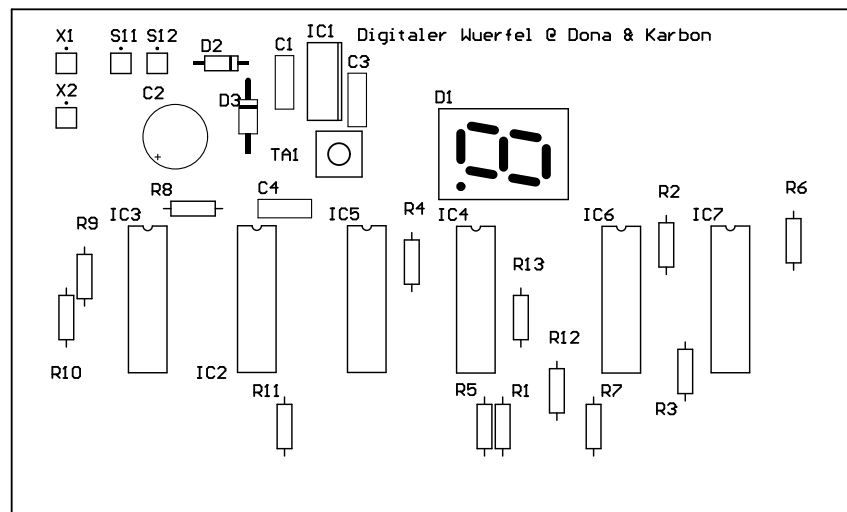 X1 S11 S12 D2 C1 IC1 Digitaler Wuerfel @ Dona & Karbon
C3
X2 C2 D3 D1
TA1
R8 C4 R2 R6
R9 IC3 IC5 R4 IC4 IC6 IC7
R13
R12
R10 IC2
R11 R5 R1 R7 R3